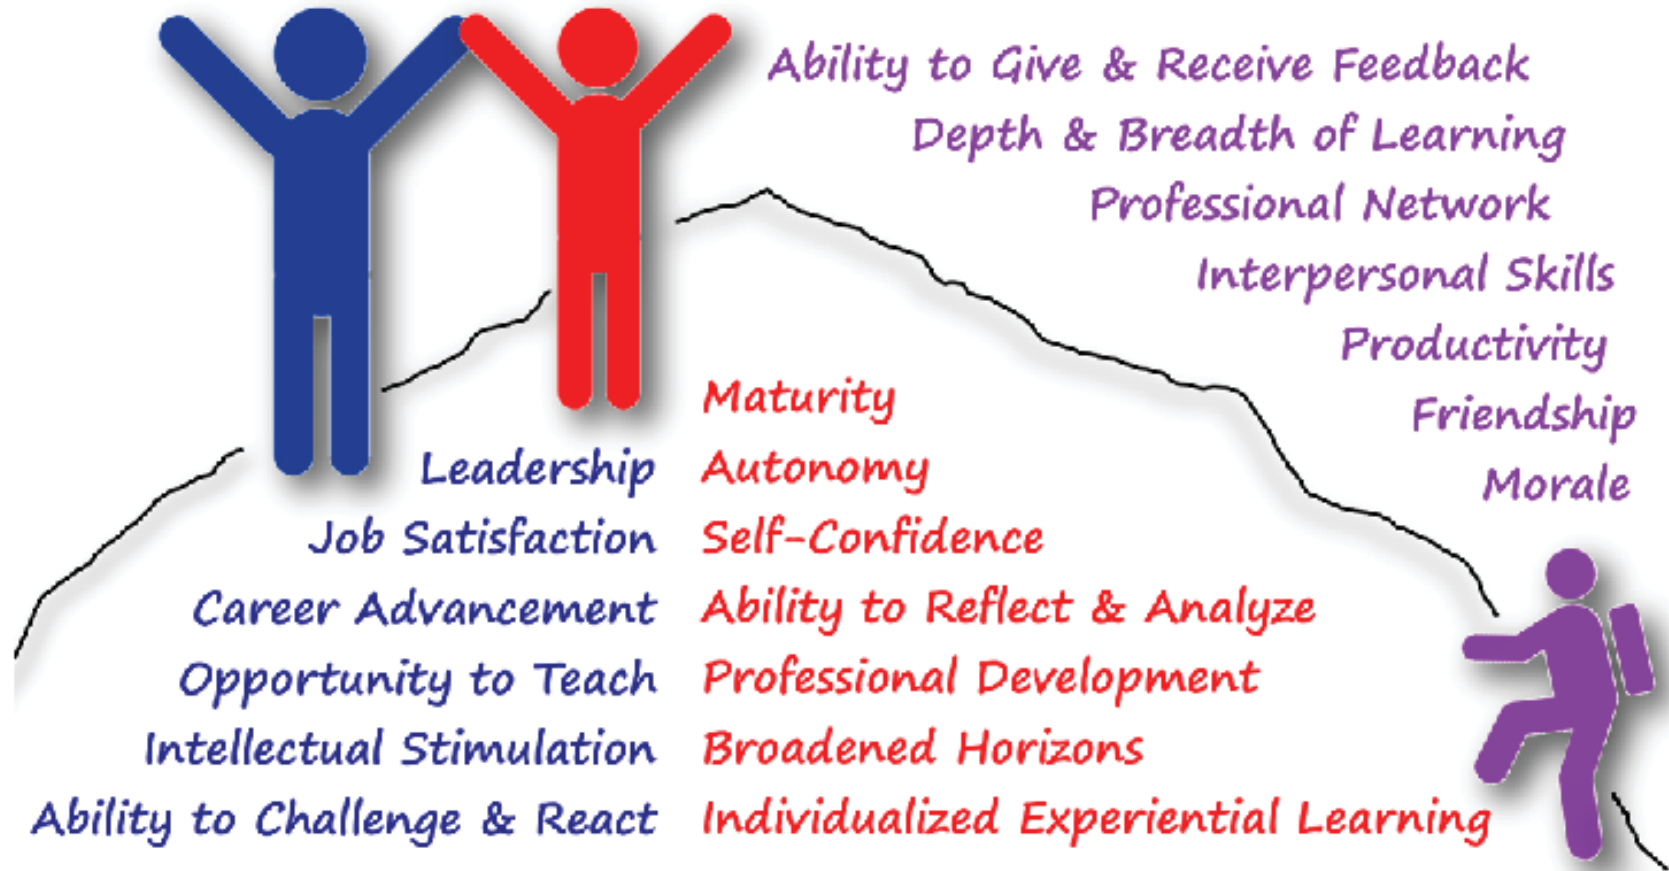 Ability to Give & Receive Feedback
Depth & Breadth of Learning
Professional Network
Interpersonal Skills
Productivity
Friendship
Morale
Leadership
Job Satisfaction
Career Advancement
Opportunity to Teach
Intellectual Stimulation
Ability to Challenge & React
Maturity
Autonomy
Self-Confidence
Ability to Reflect & Analyze
Professional Development
Broadened Horizons
Individualized Experiential Learning